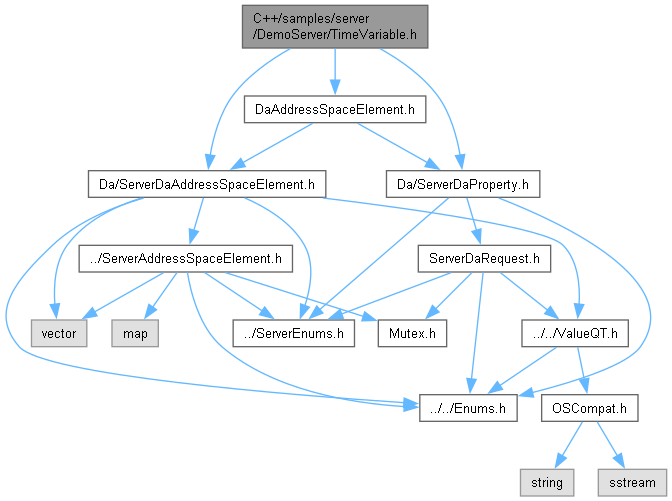 C++/samples/server
/DemoServer/TimeVariable.h
DaAddressSpaceElement.h
Da/ServerDaAddressSpaceElement.h
Da/ServerDaProperty.h
../ServerAddressSpaceElement.h
ServerDaRequest.h
vector
map
../ServerEnums.h
Mutex.h
../../ValueQT.h
../../Enums.h
OSCompat.h
string
sstream